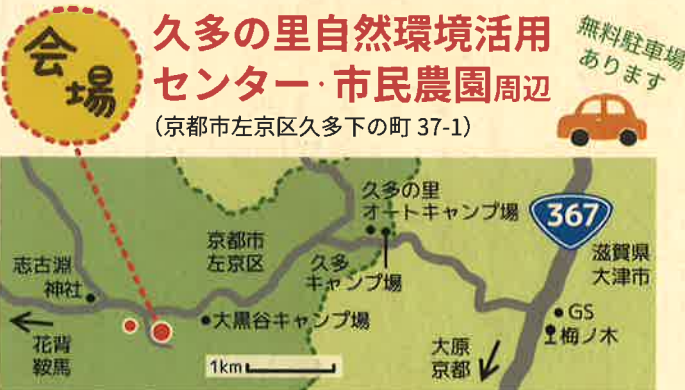 会場
久多の里自然環境活用
センター・市民農園周辺
(京都市左京区久多下の町 37-1)
無料駐車場
あります
久多の里
オートキャンプ場
367
京都市
左京区
久多
キャンプ場
滋賀県
大津市
志古淵
神社
大黒谷キャンプ場
GS
梅ノ木
花背
鞍馬
大原
京都
1km